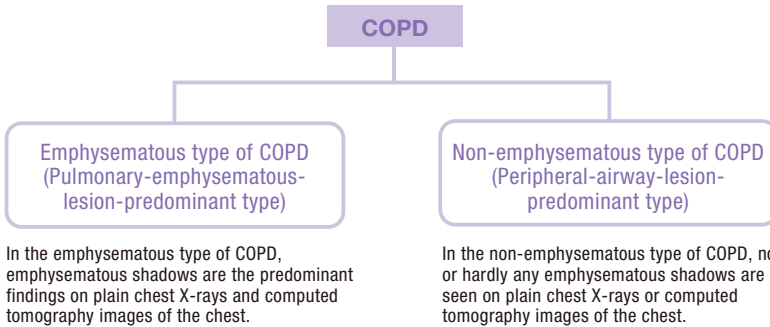 COPD
Emphysematous type of COPD
(Pulmonary-emphysematous-
lesion-predominant type)
Non-emphysematous type of COPD
(Peripheral-airway-lesion-
predominant type)
In the emphysematous type of COPD,
emphysematous shadows are the predominant
findings on plain chest X-rays and computed
tomography images of the chest.
In the non-emphysematous type of COPD, no
or hardly any emphysematous shadows are
seen on plain chest X-rays or computed
tomography images of the chest.